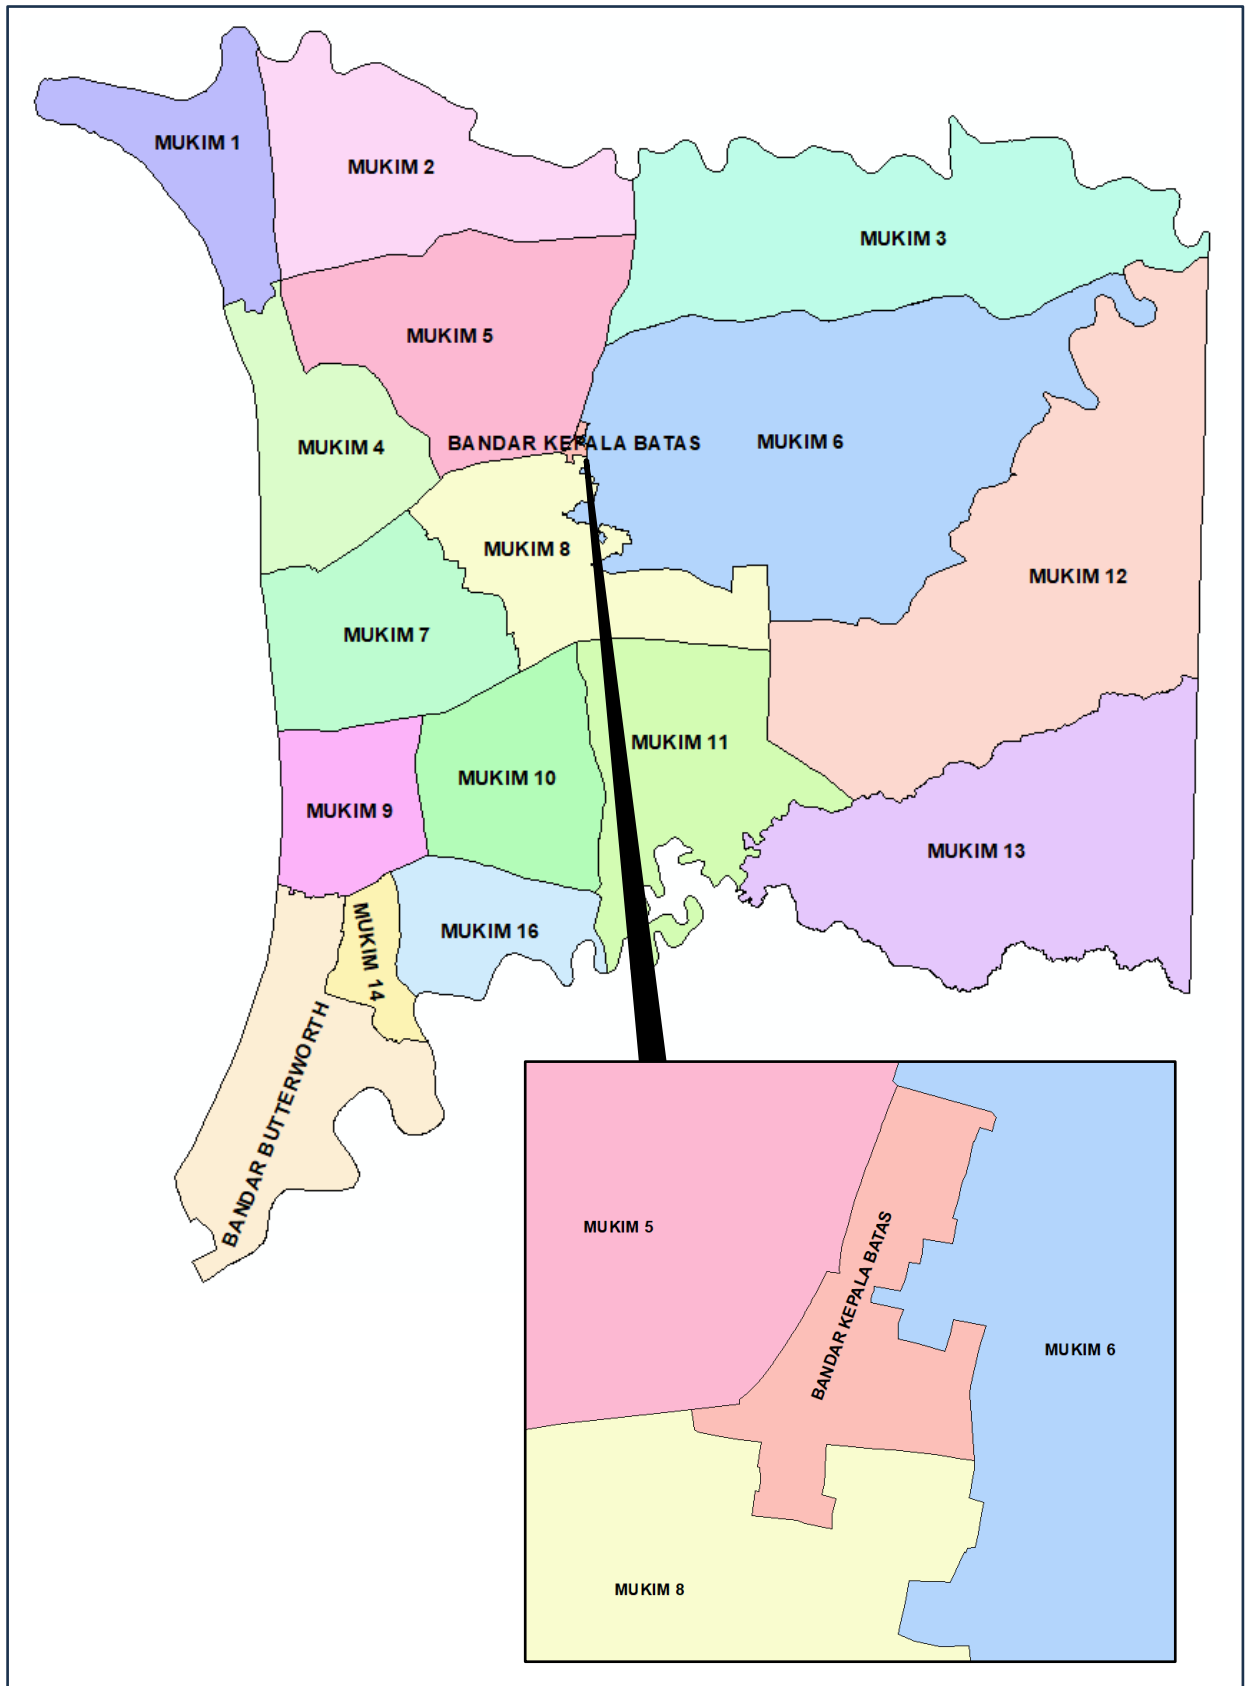 MUKIM 1
MUKIM 2
MUKIM 3
MUKIM 5
MUKIM 4
BANDAR KEPALA BATAS
MUKIM 6
MUKIM 8
MUKIM 12
MUKIM 7
MUKIM 11
MUKIM 10
MUKIM 9
MUKIM 13
MUKIM 14
MUKIM 16
BANDAR BUTTERWORTH
MUKIM 5
BANDAR KEPALA BATAS
MUKIM 6
MUKIM 8